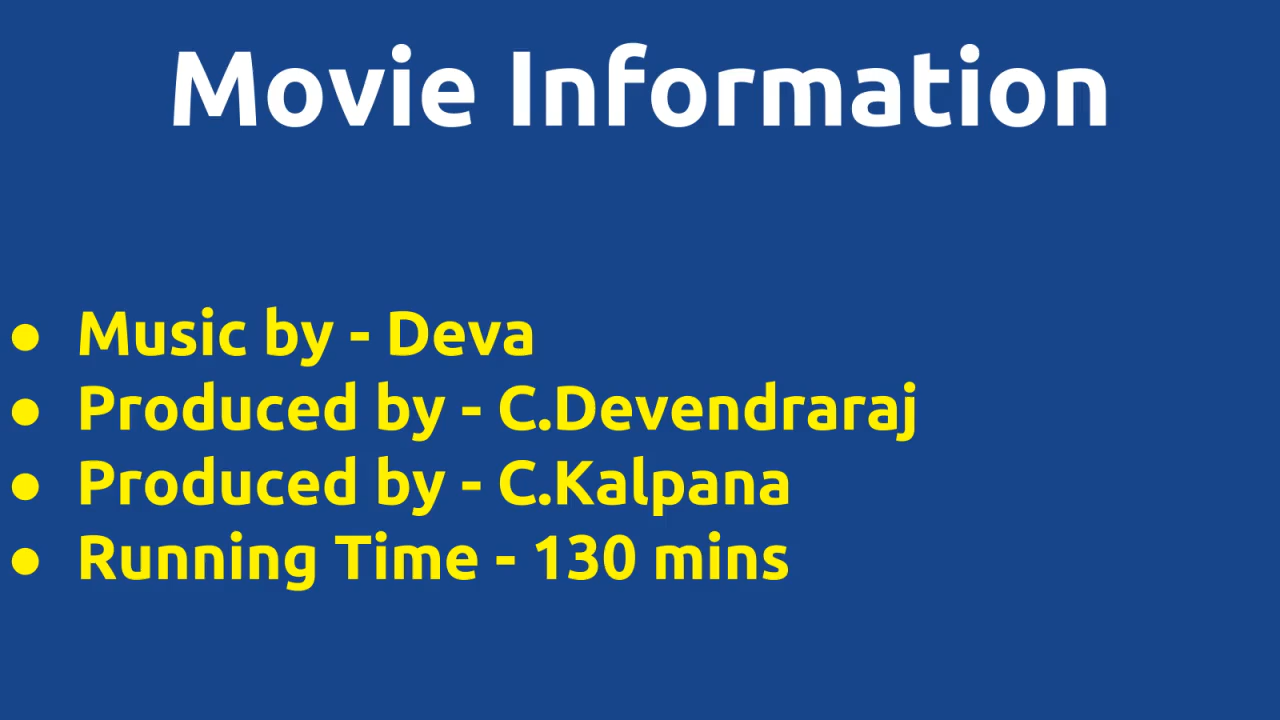 Movie Information
● Music by - Deva
● Produced by - C.Devendraraj
● Produced by - C.Kalpana
● Running Time - 130 mins